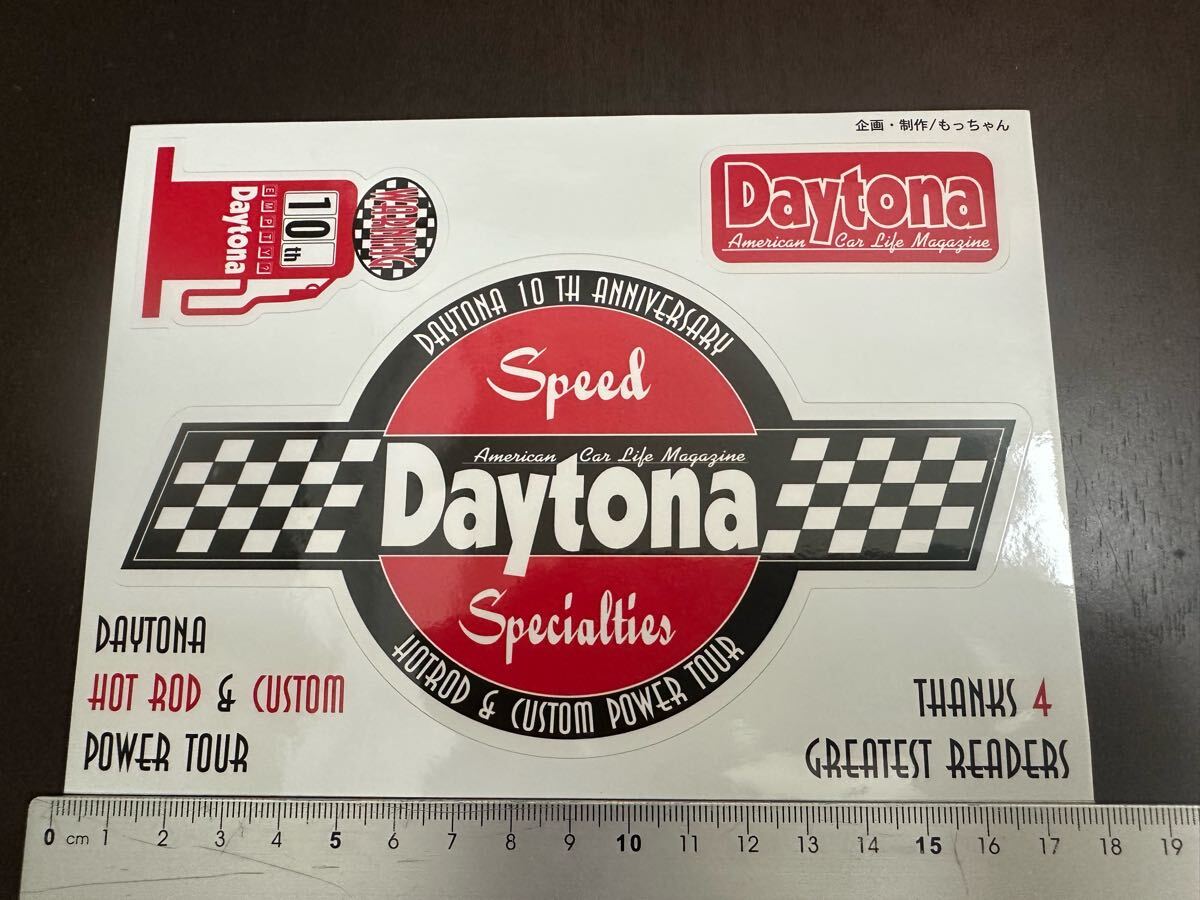 企画・制作/もっちゃん
Daytona
EMPTY?
10th
WARNING
Daytona
American Car Life Magazine
DAYTONA 10 TH ANNIVERSARY
Speed
American Car Life Magazine
Daytona
Specialties
HOTROD & CUSTOM POWER TOUR
DAYTONA
HOT ROD & CUSTOM
POWER TOUR
THANKS 4
GREATEST READERS
0 cm 1 2 3 4 5 6 7 8 9 10 11 12 13 14 15 16 17 18 19